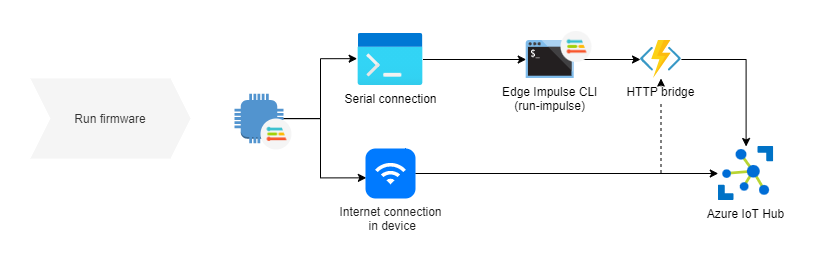 Run firmware
Serial connection
$_
Edge Impulse CLI
(run-impulse)
HTTP bridge
Internet connection
in device
Azure IoT Hub